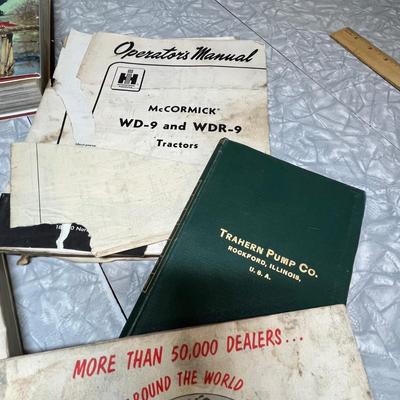 Operator's Manual
IH
McCORMICK
WD-9 and WDR-9
Tractors
TRAHERN PUMP CO.
ROCKFORD, ILLINOIS,
U.S.A.
MORE THAN 50,000 DEALERS...
AROUND THE WORLD